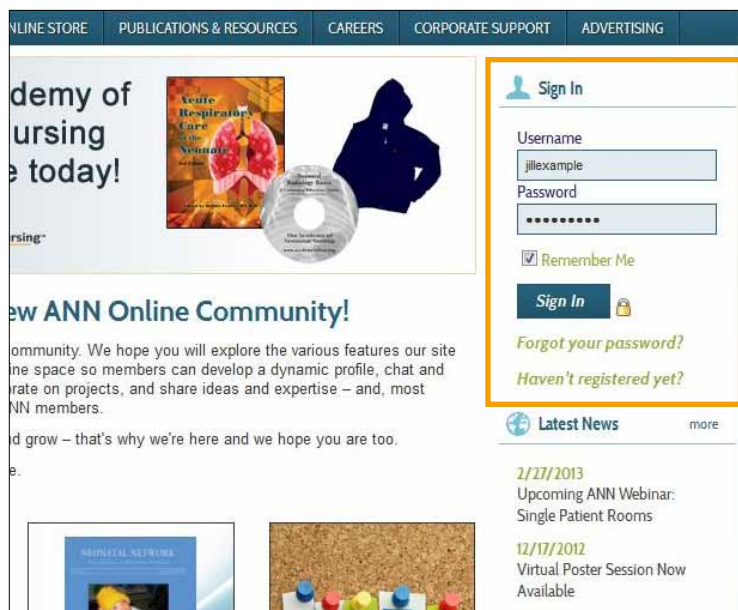 NLINE STORE PUBLICATIONS & RESOURCES CAREERS CORPORATE SUPPORT ADVERTISING
demy of
ursing
e today!
rsing
Acute
Respiratory
Care
of the
Neonate
ew ANN Online Community!
ommunity. We hope you will explore the various features our site
ine space so members can develop a dynamic profile, chat and
orate on projects, and share ideas and expertise – and, most
NN members.
d grow – that's why we're here and we hope you are too.
e.
NEONATAL NETWORK
Sign In
Username
jillexample
Password
•••••••••
Remember Me
Sign In
Forgot your password?
Haven't registered yet?
Latest News more
2/27/2013
Upcoming ANN Webinar:
Single Patient Rooms
12/17/2012
Virtual Poster Session Now
Available